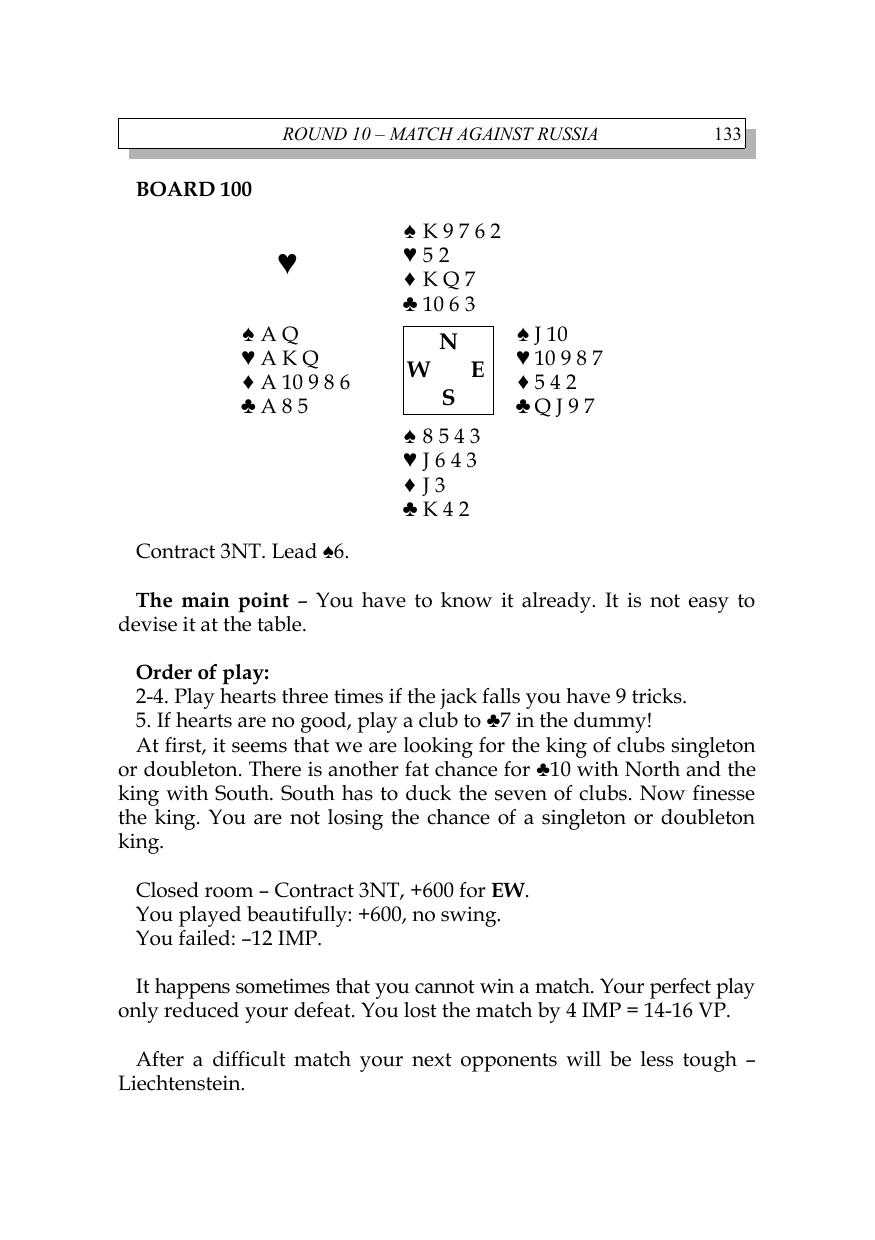 ROUND 10 – MATCH AGAINST RUSSIA 133
BOARD 100
♠ K 9 7 6 2
♥
♥ 5 2
♦ K Q 7
♣ 10 6 3
♠ A Q
♥ A K Q
♦ A 10 9 8 6
♣ A 8 5
N
W E
S
♠ J 10
♥ 10 9 8 7
♦ 5 4 2
♣ Q J 9 7
♠ 8 5 4 3
♥ J 6 4 3
♦ J 3
♣ K 4 2
Contract 3NT. Lead ♠6.
The main point – You have to know it already. It is not easy to
devise it at the table.
Order of play:
2-4. Play hearts three times if the jack falls you have 9 tricks.
5. If hearts are no good, play a club to ♣7 in the dummy!
At first, it seems that we are looking for the king of clubs singleton
or doubleton. There is another fat chance for ♣10 with North and the
king with South. South has to duck the seven of clubs. Now finesse
the king. You are not losing the chance of a singleton or doubleton
king.
Closed room – Contract 3NT, +600 for EW.
You played beautifully: +600, no swing.
You failed: –12 IMP.
It happens sometimes that you cannot win a match. Your perfect play
only reduced your defeat. You lost the match by 4 IMP = 14-16 VP.
After a difficult match your next opponents will be less tough –
Liechtenstein.